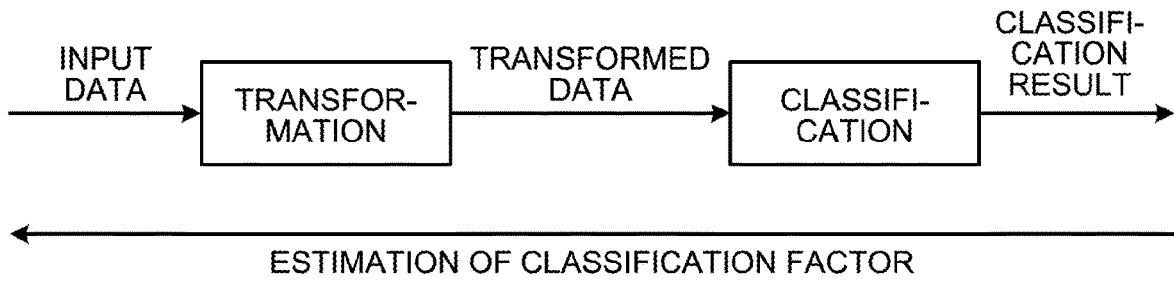 INPUT
DATA
TRANSFOR-
MATION
TRANSFORMED
DATA
CLASSIFI-
CATION
CLASSIFI-
CATION
RESULT
ESTIMATION OF CLASSIFICATION FACTOR